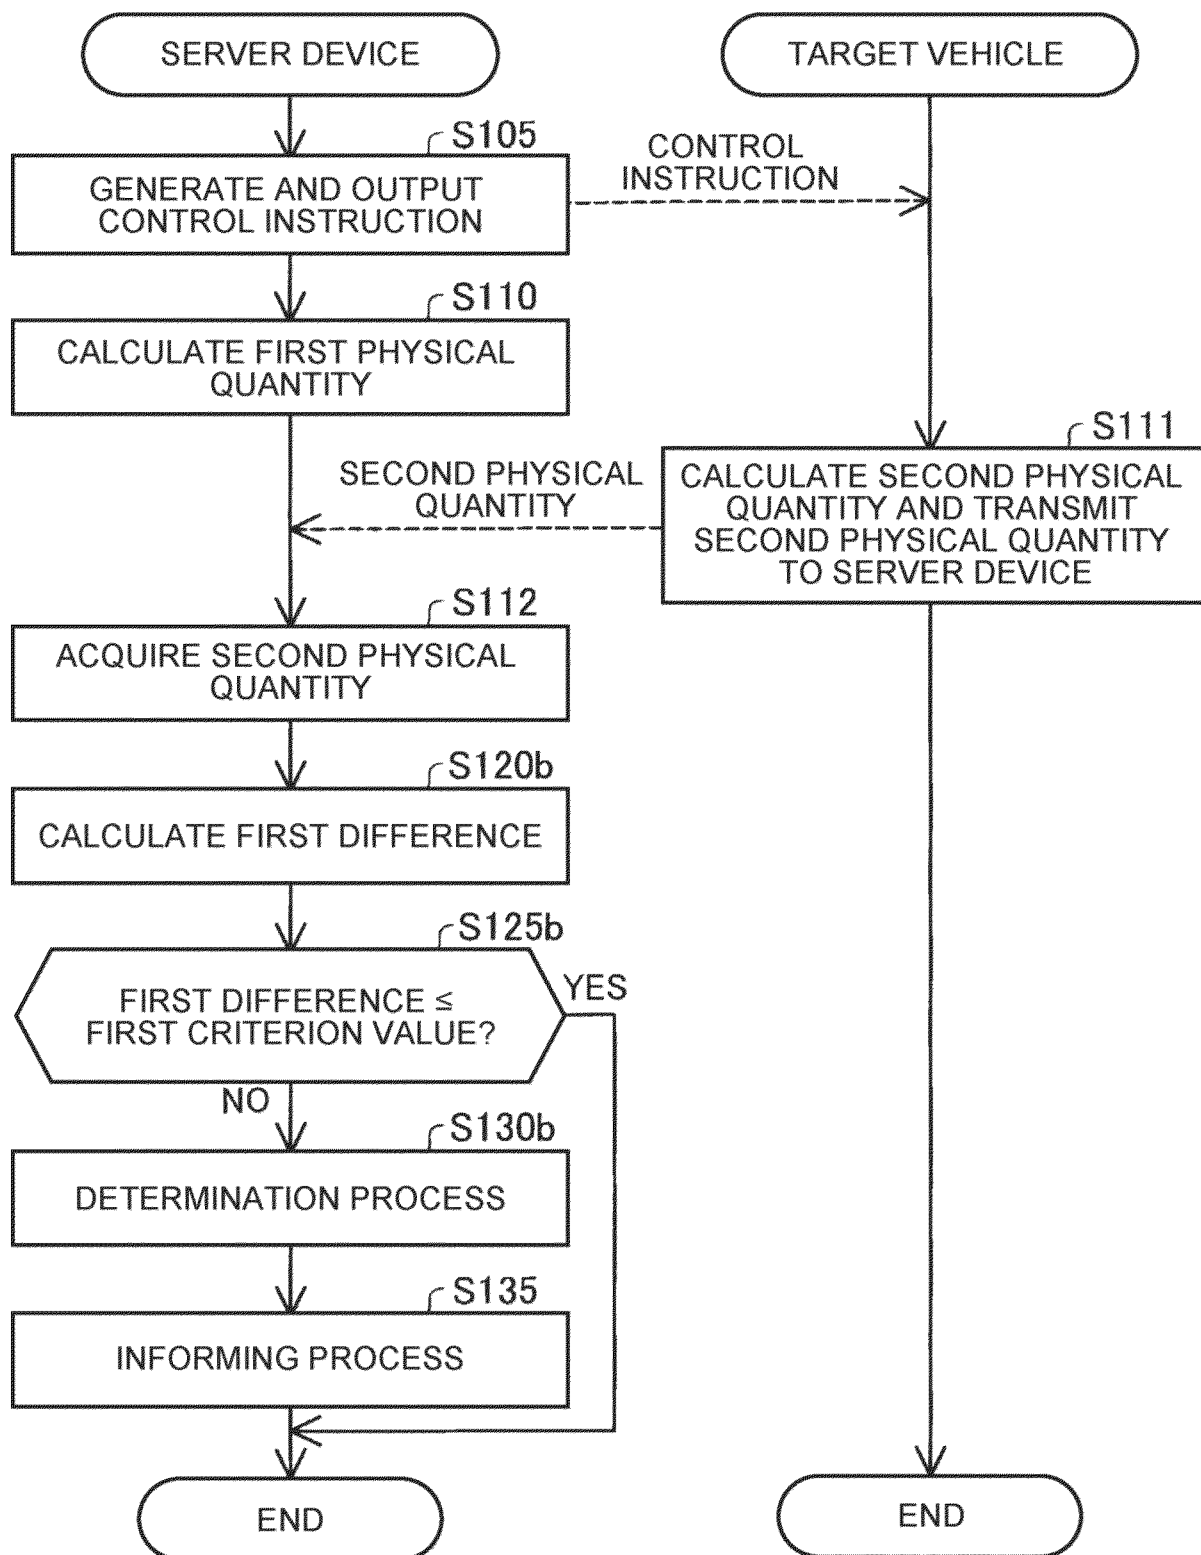 SERVER DEVICE
TARGET VEHICLE
S105
GENERATE AND OUTPUT
CONTROL INSTRUCTION
CONTROL
INSTRUCTION
S110
CALCULATE FIRST PHYSICAL
QUANTITY
S111
CALCULATE SECOND PHYSICAL
QUANTITY AND TRANSMIT
SECOND PHYSICAL QUANTITY
TO SERVER DEVICE
SECOND PHYSICAL
QUANTITY
S112
ACQUIRE SECOND PHYSICAL
QUANTITY
S120b
CALCULATE FIRST DIFFERENCE
S125b
FIRST DIFFERENCE ≤
FIRST CRITERION VALUE?
YES
NO
S130b
DETERMINATION PROCESS
S135
INFORMING PROCESS
END
END